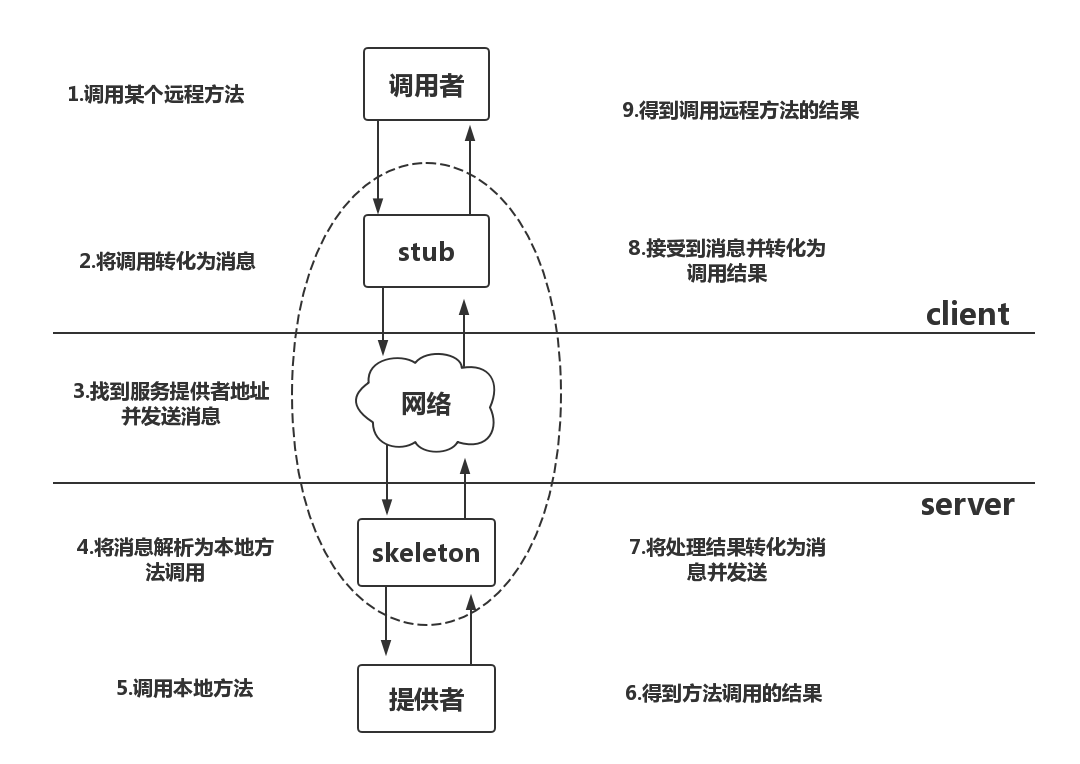 调用者
1.调用某个远程方法
9.得到调用远程方法的结果
stub
2.将调用转化为消息
8.接受到消息并转化为
调用结果
client
3.找到服务提供者地址
并发送消息
网络
server
4.将消息解析为本地方
法调用
skeleton
7.将处理结果转化为消
息并发送
5.调用本地方法
提供者
6.得到方法调用的结果